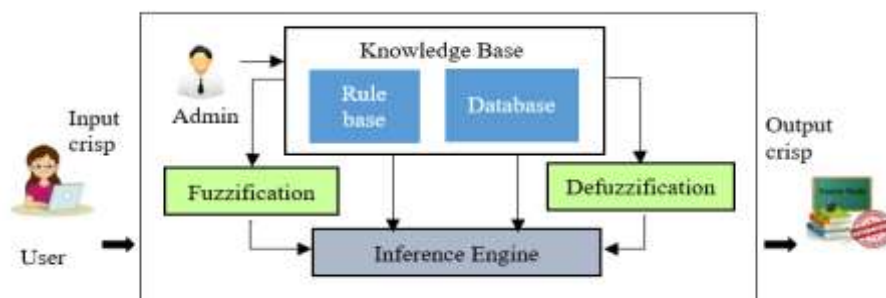 Knowledge Base
Admin
Rule
base
Database
Input
crisp
Output
crisp
Fuzzification
Defuzzification
User
Inference Engine